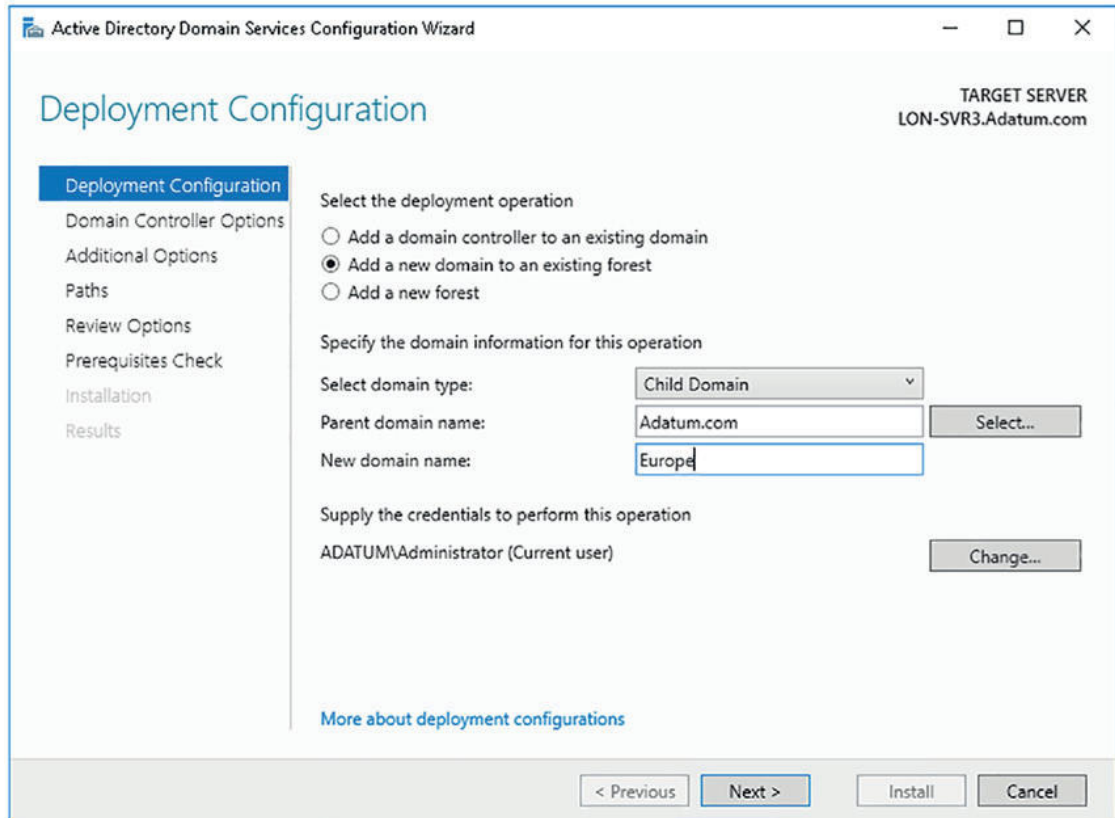 Active Directory Domain Services Configuration Wizard
Deployment Configuration
TARGET SERVER
LON-SVR3.Adatum.com
Deployment Configuration
Domain Controller Options
Additional Options
Paths
Review Options
Prerequisites Check
Installation
Results
Select the deployment operation
Add a domain controller to an existing domain
Add a new domain to an existing forest
Add a new forest
Specify the domain information for this operation
Select domain type: Child Domain
Parent domain name: Adatum.com Select...
New domain name: Europe
Supply the credentials to perform this operation
ADATUM\Administrator (Current user) Change...
More about deployment configurations
< Previous Next > Install Cancel